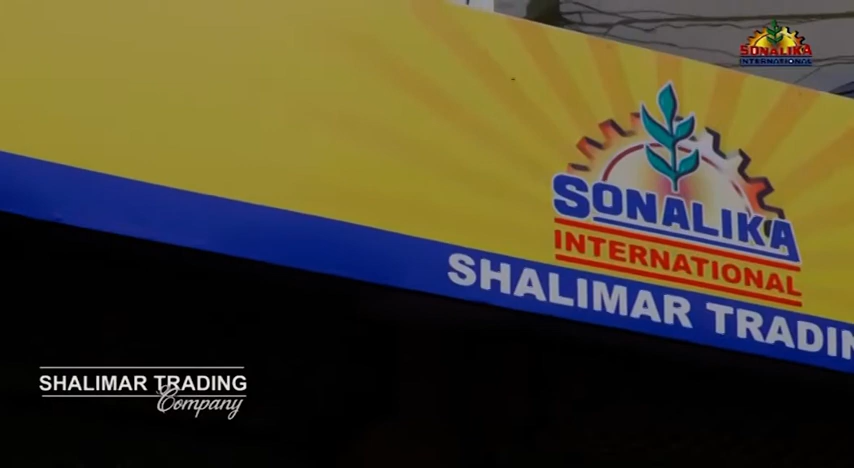 SONALIKA
INTERNATIONAL
SONALIKA
INTERNATIONAL
SHALIMAR TRADIN
SHALIMAR TRADING
Company